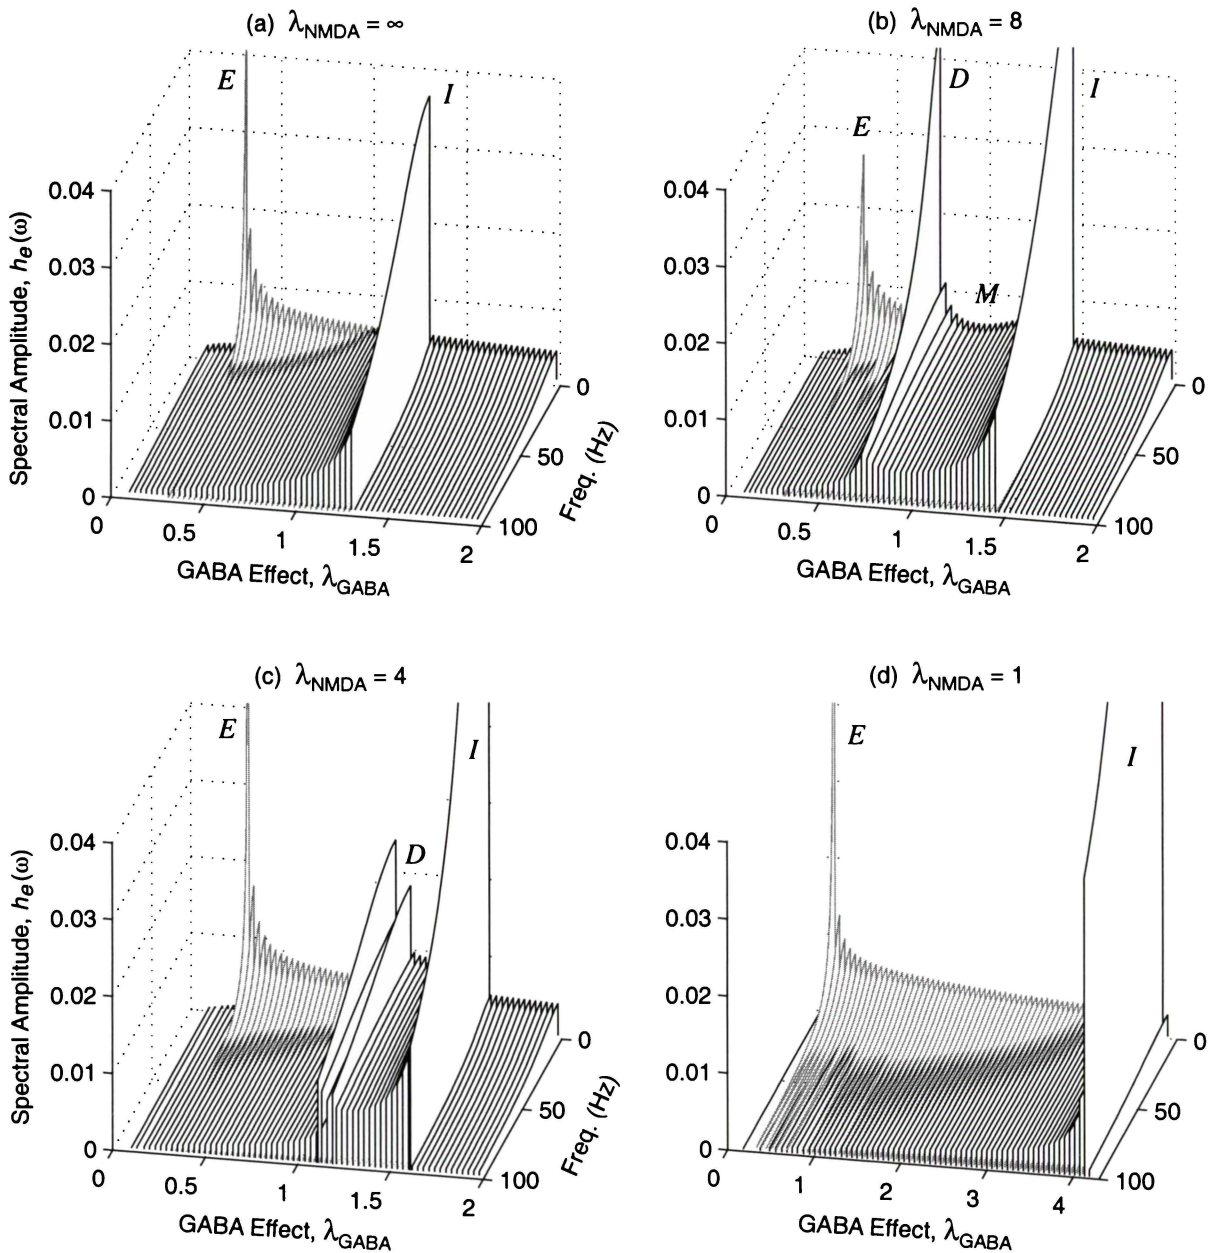 (a) λNMDA = ∞
E
I
0.04
0.03
0.02
0.01
0
Spectral Amplitude, he(ω)
0
0.5
1
1.5
2
GABA Effect, λGABA
0
50
100
Freq. (Hz)
(b) λNMDA = 8
E
D
M
I
0.04
0.03
0.02
0.01
0
0
0.5
1
1.5
2
GABA Effect, λGABA
0
50
100
(c) λNMDA = 4
E
D
I
0.04
0.03
0.02
0.01
0
Spectral Amplitude, he(ω)
0
0.5
1
1.5
2
GABA Effect, λGABA
0
50
100
Freq. (Hz)
(d) λNMDA = 1
E
I
0.04
0.03
0.02
0.01
0
0
1
2
3
4
GABA Effect, λGABA
0
50
100